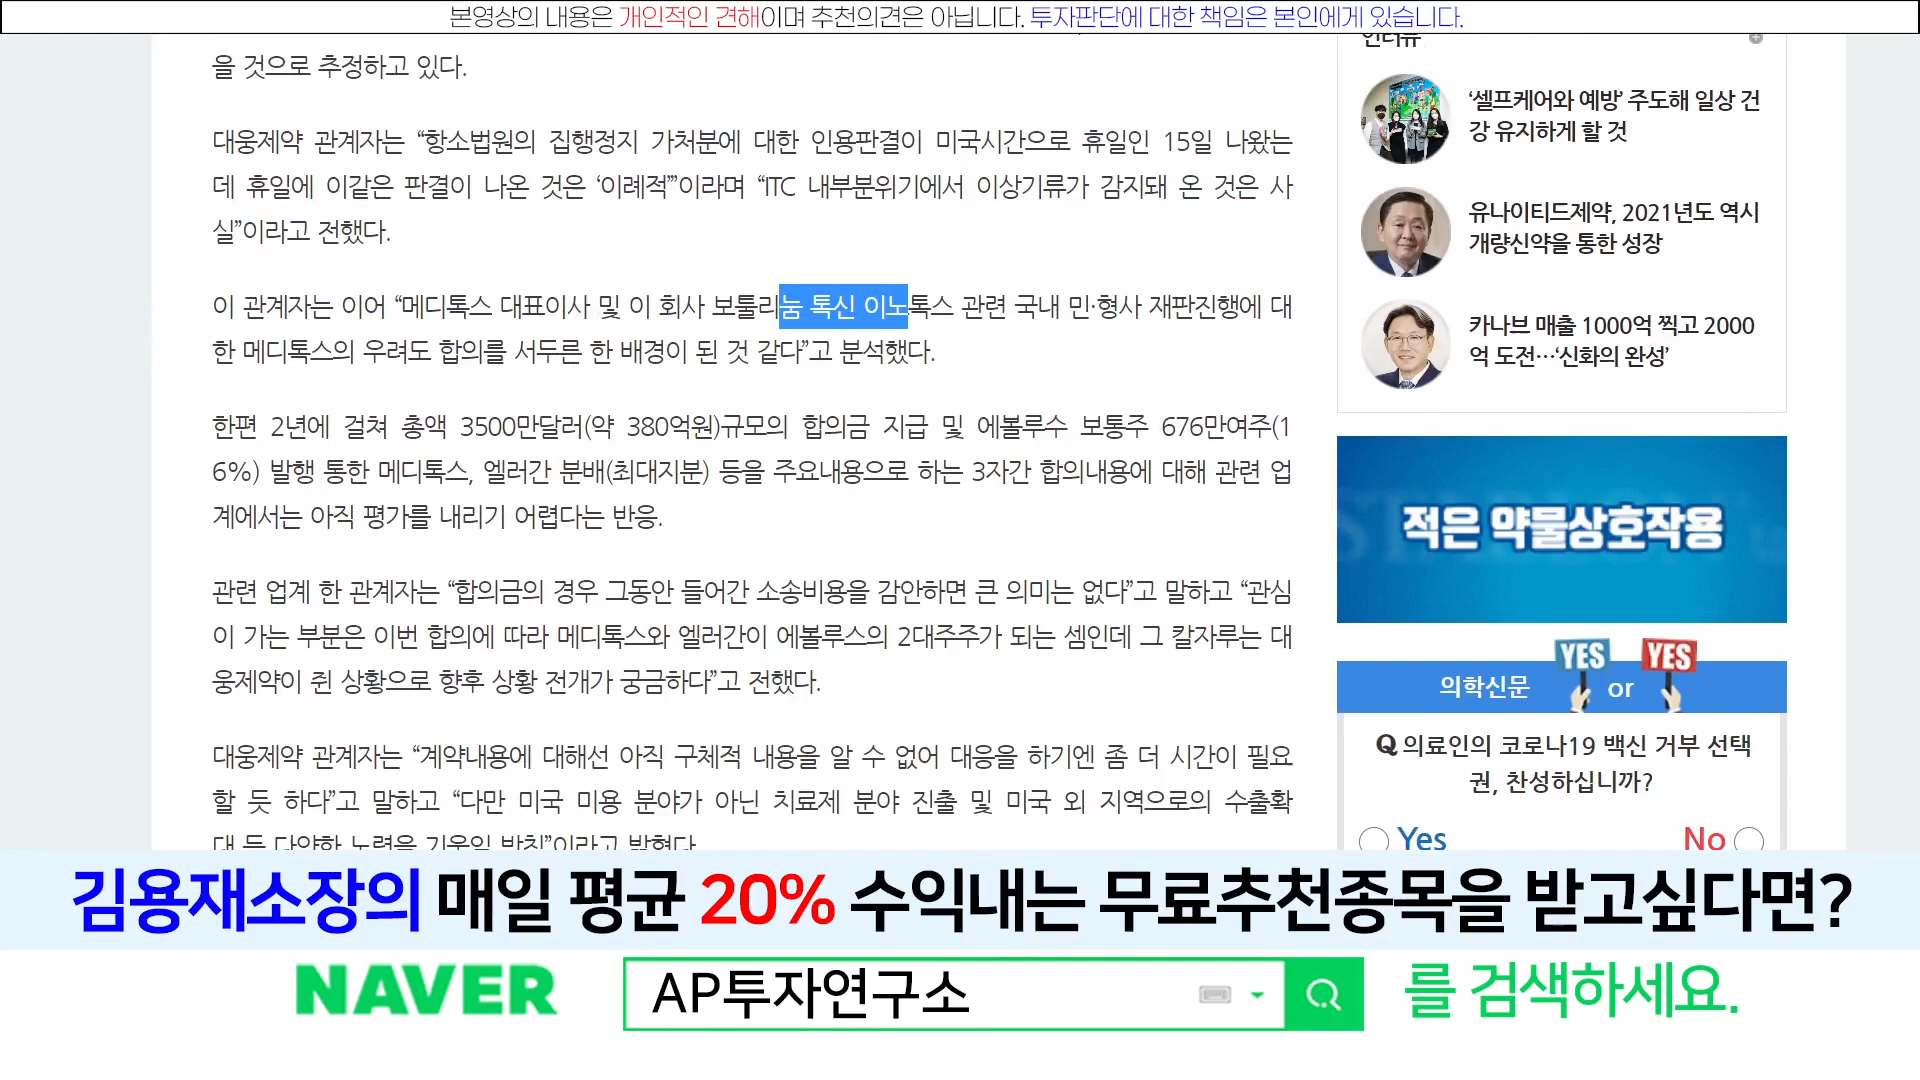 본영상의 내용은 개인적인 견해이며 추천의견은 아닙니다. 투자판단에 대한 책임은 본인에게 있습니다.
을 것으로 추정하고 있다.
대웅제약 관계자는 “항소법원의 집행정지 가처분에 대한 인용판결이 미국시간으로 휴일인 15일 나왔는
데 휴일에 이같은 판결이 나온 것은 ‘이례적’”이라며 “ITC 내부분위기에서 이상기류가 감지돼 온 것은 사
실”이라고 전했다.
이 관계자는 이어 “메디톡스 대표이사 및 이 회사 보툴리눔 톡신 이노톡스 관련 국내 민·형사 재판진행에 대
한 메디톡스의 우려도 합의를 서두른 한 배경이 된 것 같다”고 분석했다.
한편 2년에 걸쳐 총액 3500만달러(약 380억원)규모의 합의금 지급 및 에볼루수 보통주 676만여주(1
6%) 발행 통한 메디톡스, 엘러간 분배(최대지분) 등을 주요내용으로 하는 3자간 합의내용에 대해 관련 업
계에서는 아직 평가를 내리기 어렵다는 반응.
관련 업계 한 관계자는 “합의금의 경우 그동안 들어간 소송비용을 감안하면 큰 의미는 없다”고 말하고 “관심
이 가는 부분은 이번 합의에 따라 메디톡스와 엘러간이 에볼루스의 2대주주가 되는 셈인데 그 칼자루는 대
웅제약이 쥔 상황으로 향후 상황 전개가 궁금하다”고 전했다.
대웅제약 관계자는 “계약내용에 대해선 아직 구체적 내용을 알 수 없어 대응을 하기엔 좀 더 시간이 필요
할 듯 하다”고 말하고 “다만 미국 미용 분야가 아닌 치료제 분야 진출 및 미국 외 지역으로의 수출확
대 등 다양한 노력을 기울일 방침”이라고 밝혔다
인터뷰
‘셀프케어와 예방’ 주도해 일상 건
강 유지하게 할 것
유나이티드제약, 2021년도 역시
개량신약을 통한 성장
카나브 매출 1000억 찍고 2000
억 도전…‘신화의 완성’
적은 약물상호작용
YES YES
의학신문 or
Q 의료인의 코로나19 백신 거부 선택
권, 찬성하십니까?
Yes No
김용재소장의 매일 평균 20% 수익내는 무료추천종목을 받고싶다면?
NAVER AP투자연구소 를 검색하세요.